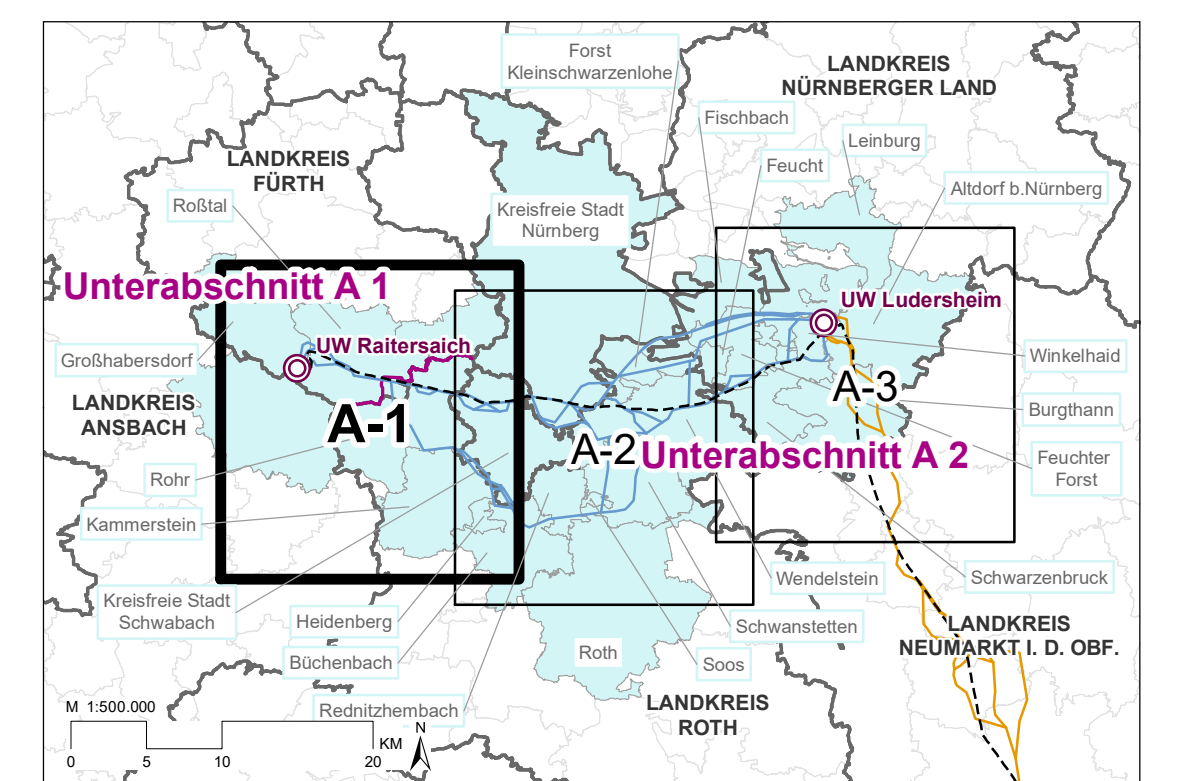 Forst
Kleinschwarzenlohe
LANDKREIS
NÜRNBERGER LAND
Fischbach
Leinburg
Feucht
LANDKREIS
FÜRTH
Altdorf b.Nürnberg
Roßtal
Kreisfreie Stadt
Nürnberg
Unterabschnitt A 1
UW Ludersheim
UW Raitersaich
Großhabersdorf
Winkelhaid
LANDKREIS
ANSBACH
A-1
A-3
Burgthann
A-2
Unterabschnitt A 2
Feuchter
Forst
Rohr
Kammerstein
Wendelstein
Schwarzenbruck
Kreisfreie Stadt
Schwabach
Heidenberg
Schwanstetten
LANDKREIS
NEUMARKT I. D. OBF.
Büchenbach
Roth
Soos
Rednitzhembach
LANDKREIS
ROTH
M 1:500.000
N
KM
0 5 10 20